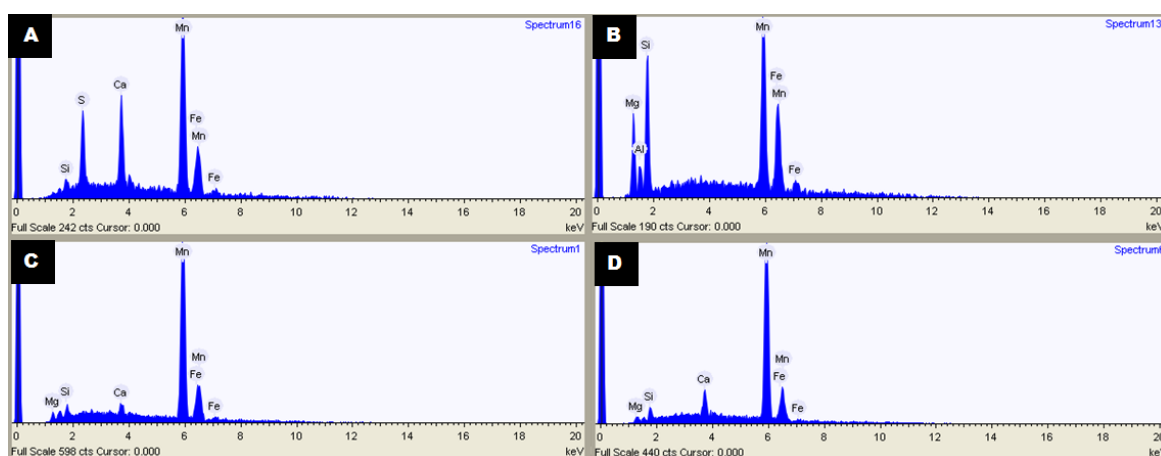 A
Spectrum16
Mn
S
Ca
Fe
Mn
Si
Fe
0 2 4 6 8 10 12 14 16 18 20
Full Scale 242 cts Cursor: 0.000 keV
B
Spectrum13
Mn
Si
Fe
Mg
Mn
Al
Fe
0 2 4 6 8 10 12 14 16 18 20
Full Scale 190 cts Cursor: 0.000 keV
C
Spectrum1
Mn
Mn
Fe
Mg
Si
Ca
Fe
0 2 4 6 8 10 12 14 16 18 20
Full Scale 598 cts Cursor: 0.000 keV
D
Mn
Mn
Ca
Fe
Mg
Si
Fe
0 2 4 6 8 10 12 14 16 18 20
Full Scale 440 cts Cursor: 0.000 keV